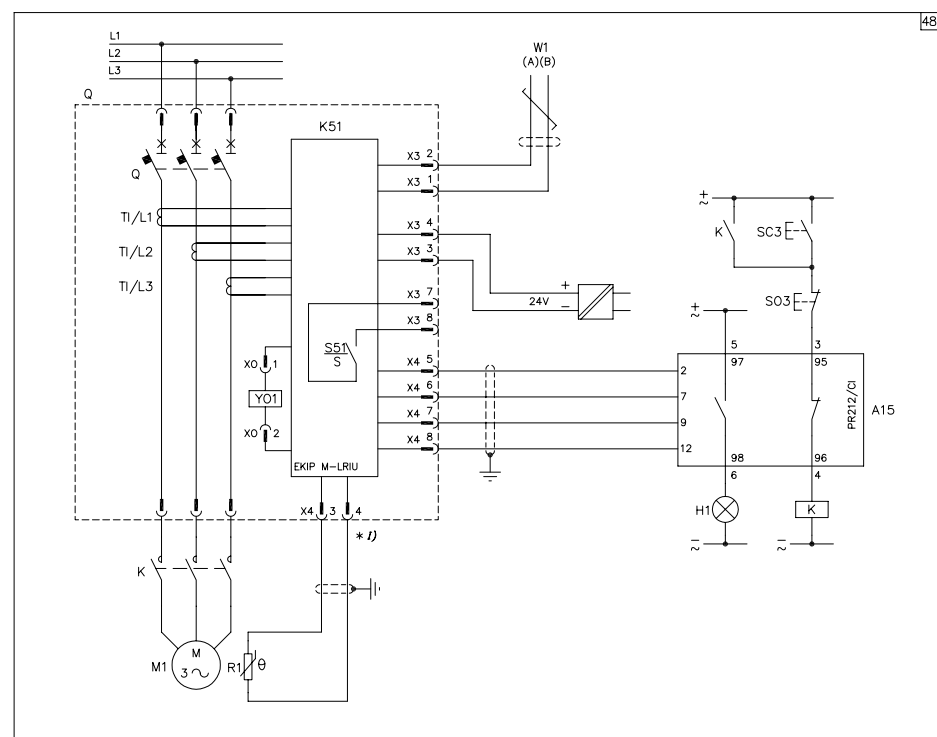 48
L1
L2
L3
Q
K51
W1
(A)(B)
Q
TI/L1
TI/L2
TI/L3
X3 2
X3 1
X3 4
X3 3
X3 7
X3 8
X4 5
X4 6
X4 7
X4 8
+
24V
−
S51
S
X0 1
Y01
X0 2
EKIP M-LRIU
X4 3 4
* 1)
K
M1
M
3 ∼
R1
θ
+
∼
K
SC3
S03
+
∼
5 3
97 95
2
7
9
12
PR212/CI
A15
98 96
6 4
H1
K
−
∼
−
∼